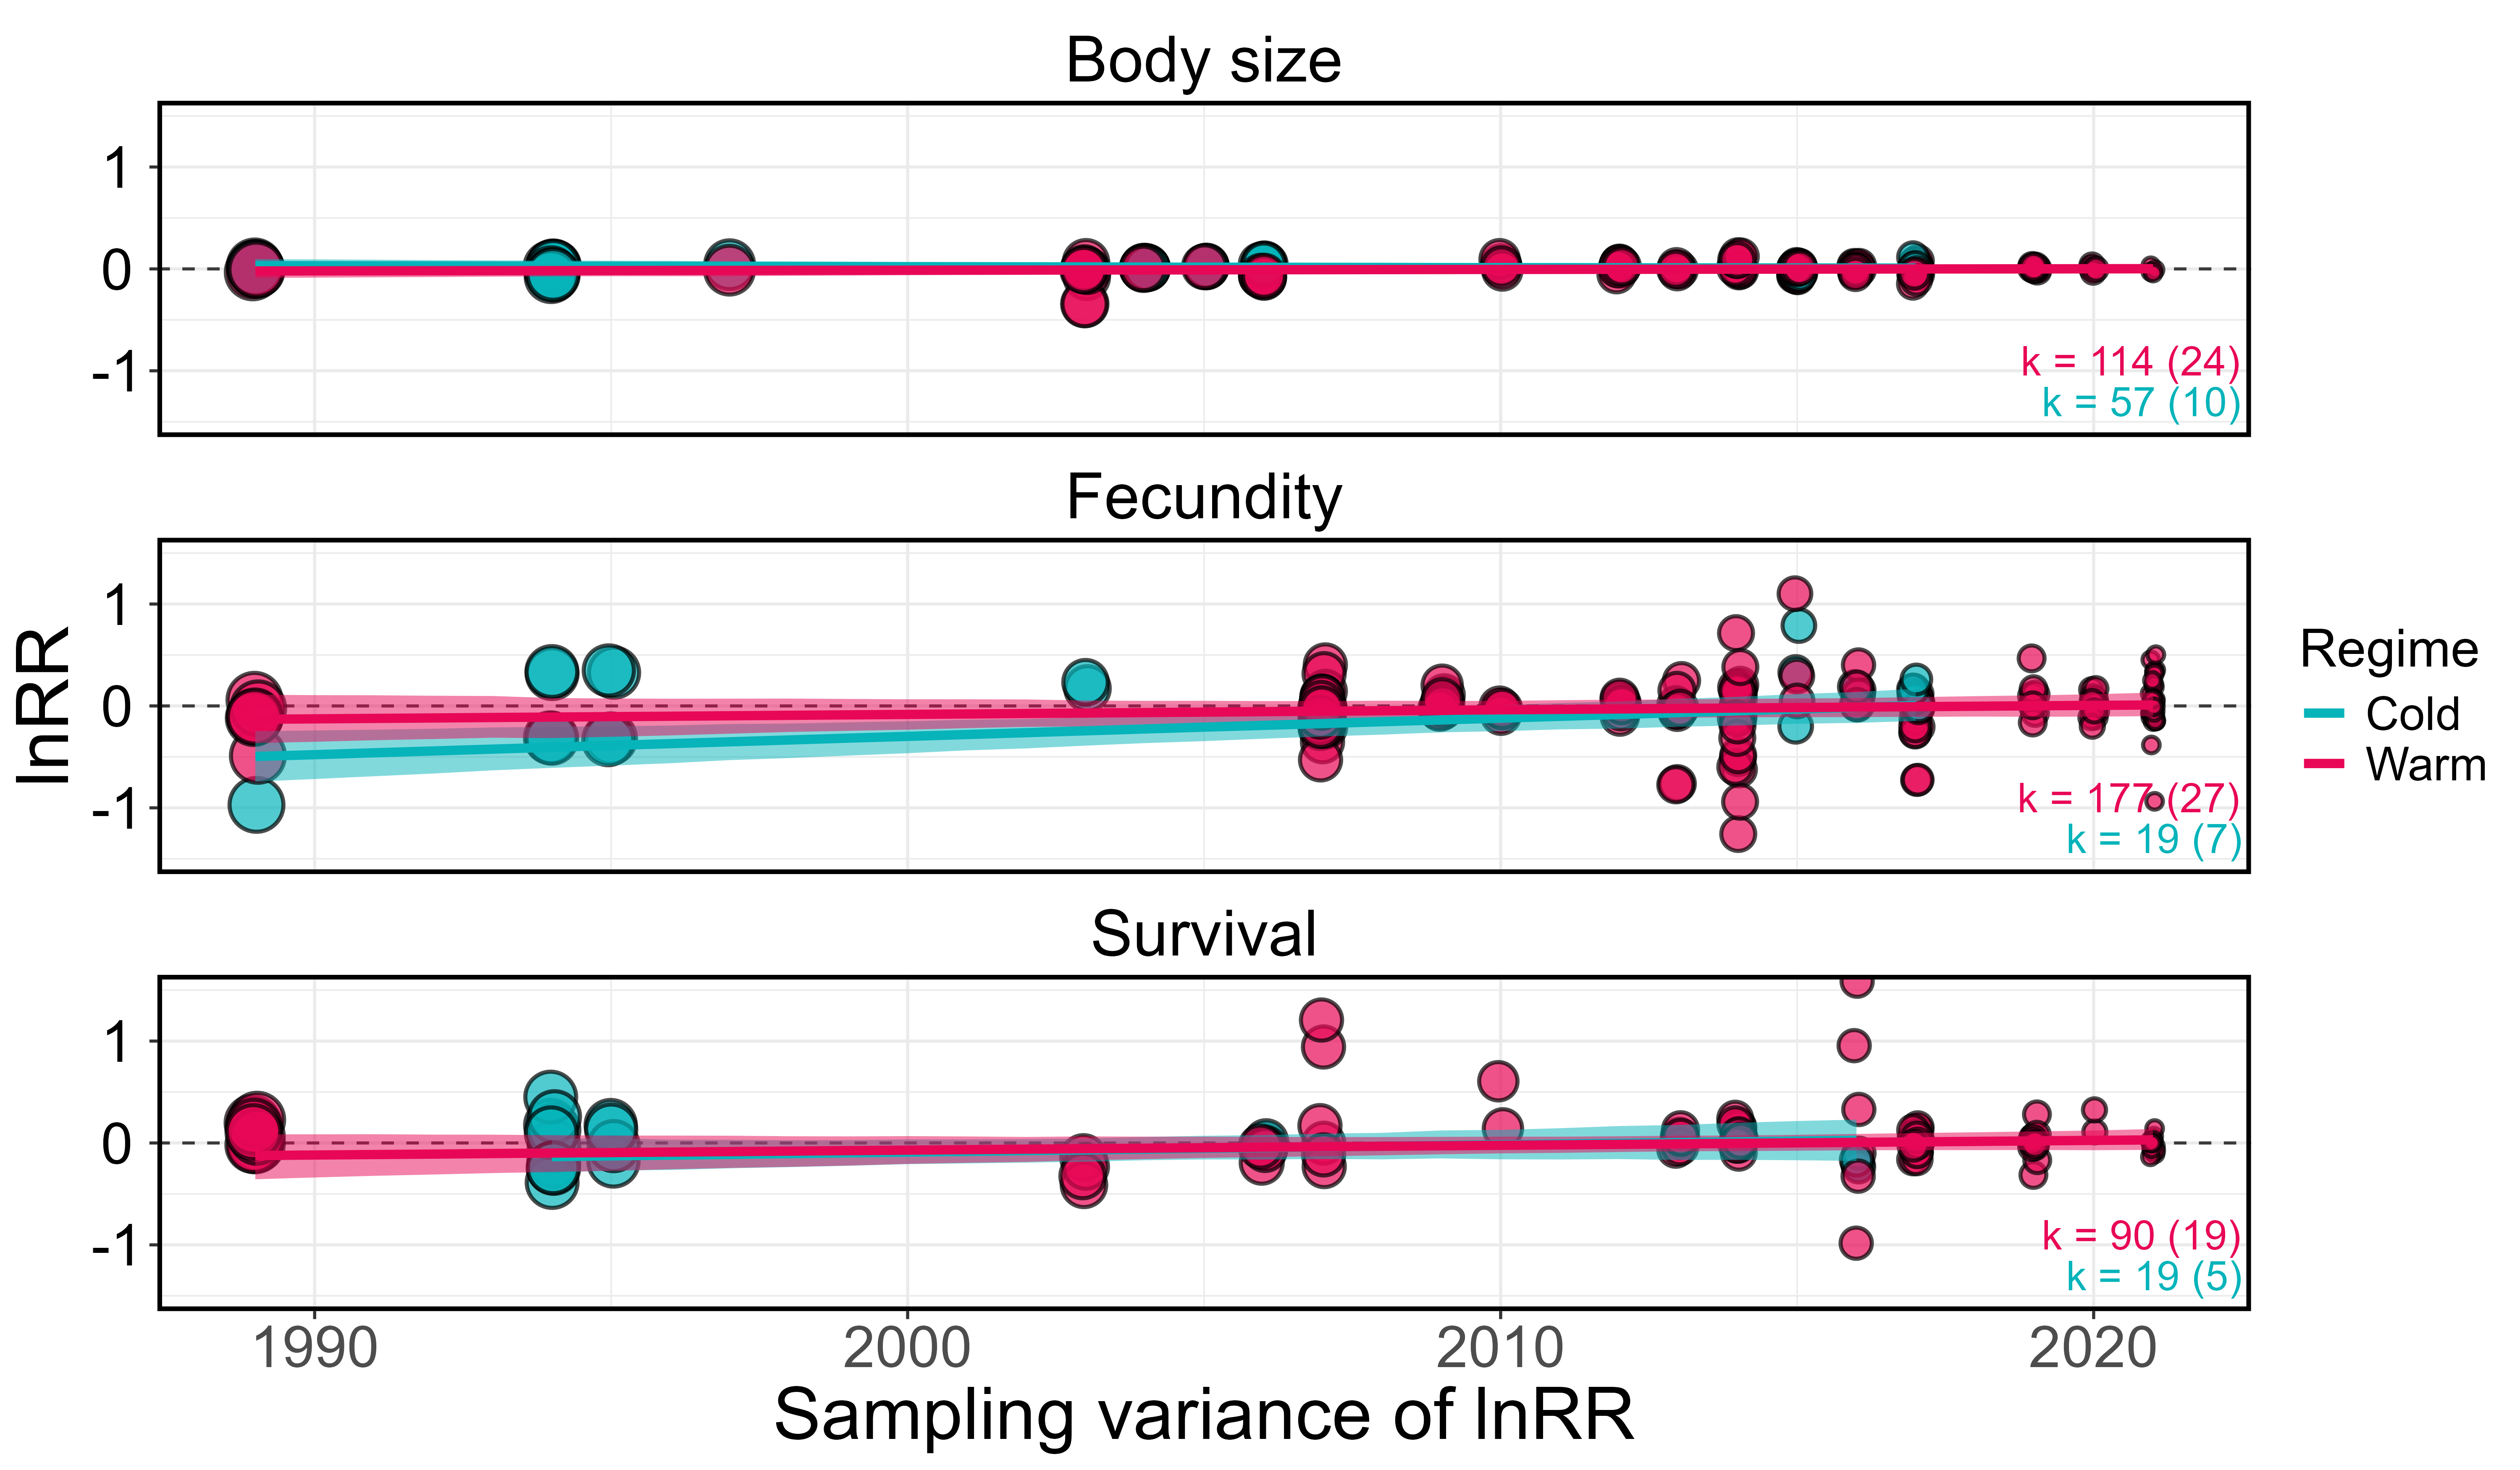 Body size
1
0
-1
k = 114 (24)
k = 57 (10)
Fecundity
1
0
-1
k = 177 (27)
k = 19 (7)
Survival
1
0
-1
k = 90 (19)
k = 19 (5)
1990 2000 2010 2020
Sampling variance of lnRR
lnRR
Regime
Cold
Warm